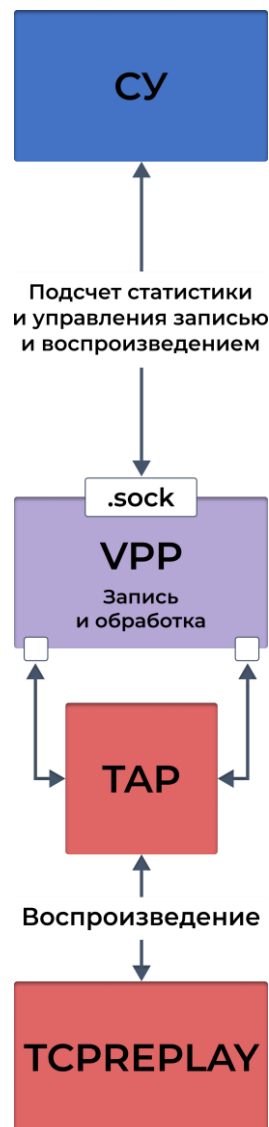 СУ
Подсчет статистики
и управления записью
и воспроизведением
.sock
VPP
Запись
и обработка
TAP
Воспроизведение
TCPREPLAY